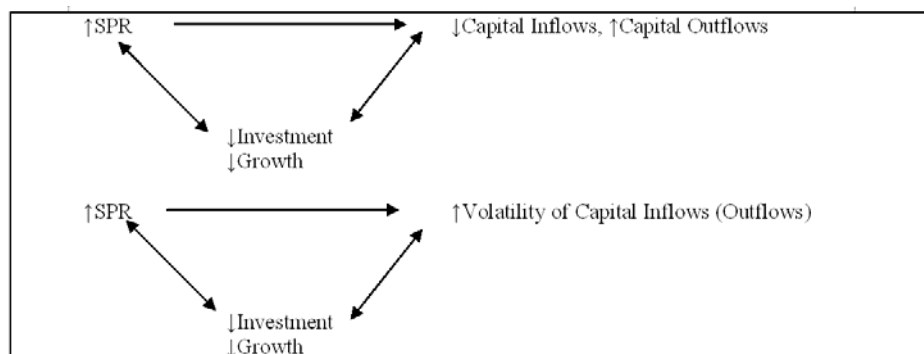 ↑SPR ↓Capital Inflows, ↑Capital Outflows
↓Investment
↓Growth
↑SPR ↑Volatility of Capital Inflows (Outflows)
↓Investment
↓Growth